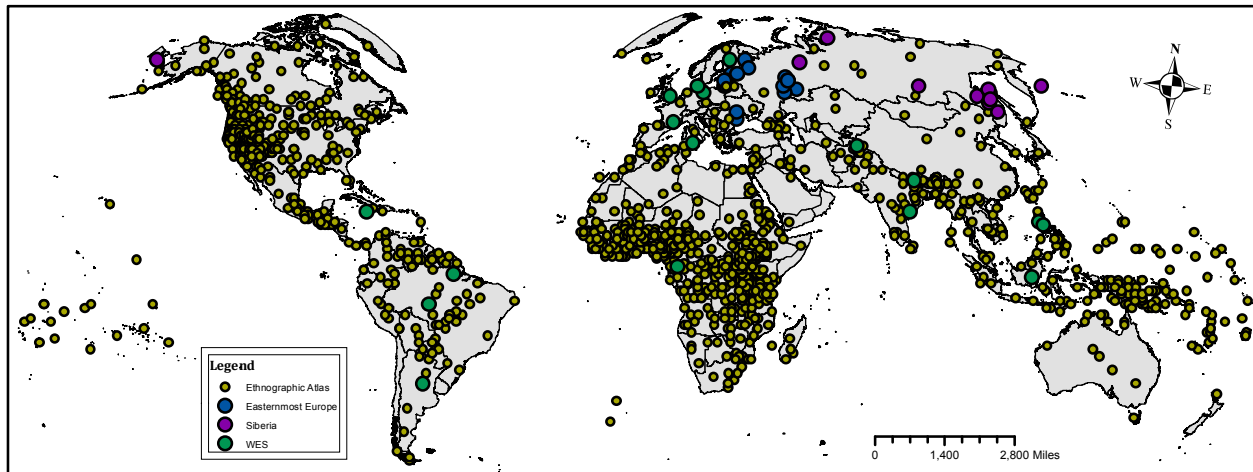 N
W E
S
Legend
Ethnographic Atlas
Easternmost Europe
Siberia
WES
0 1,400 2,800 Miles